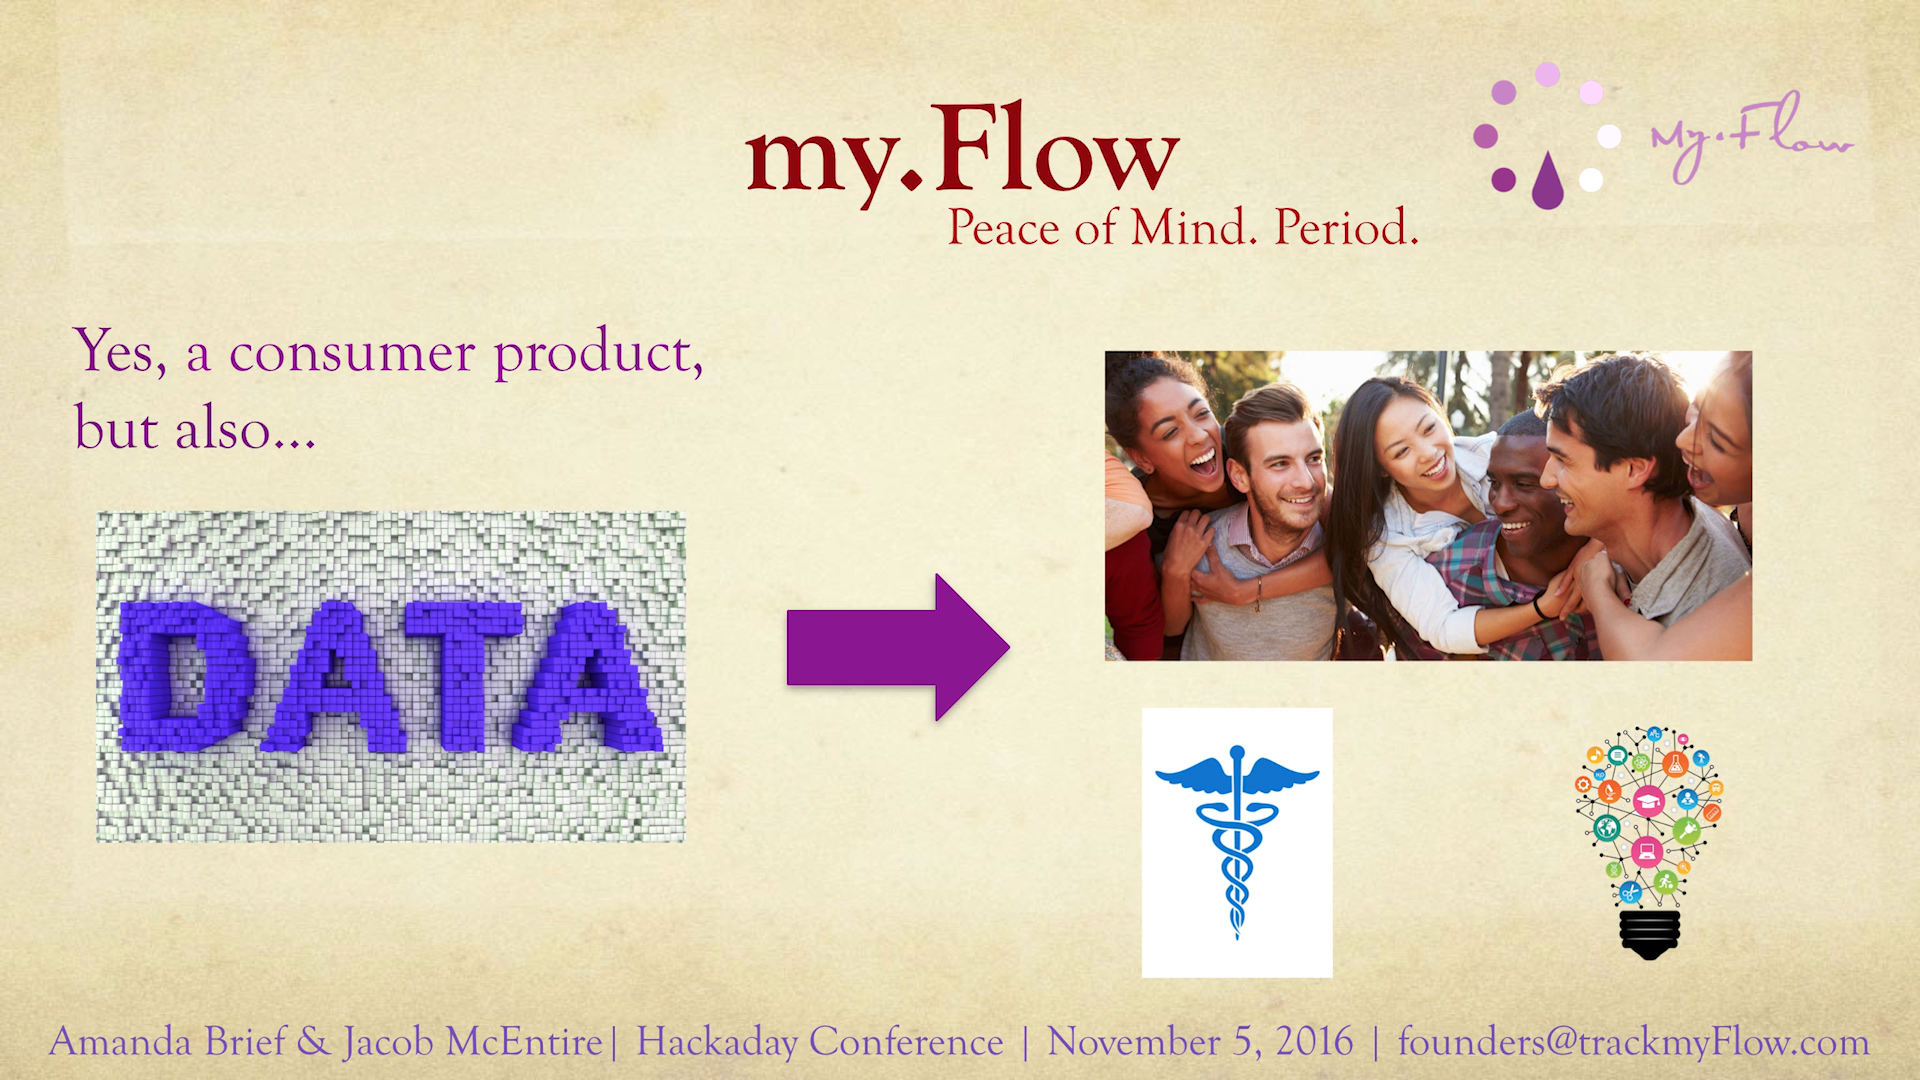 my.Flow
Peace of Mind. Period.
My.Flow
Yes, a consumer product,
but also...
DATA
Amanda Brief & Jacob McEntire| Hackaday Conference | November 5, 2016 | founders@trackmyFlow.com